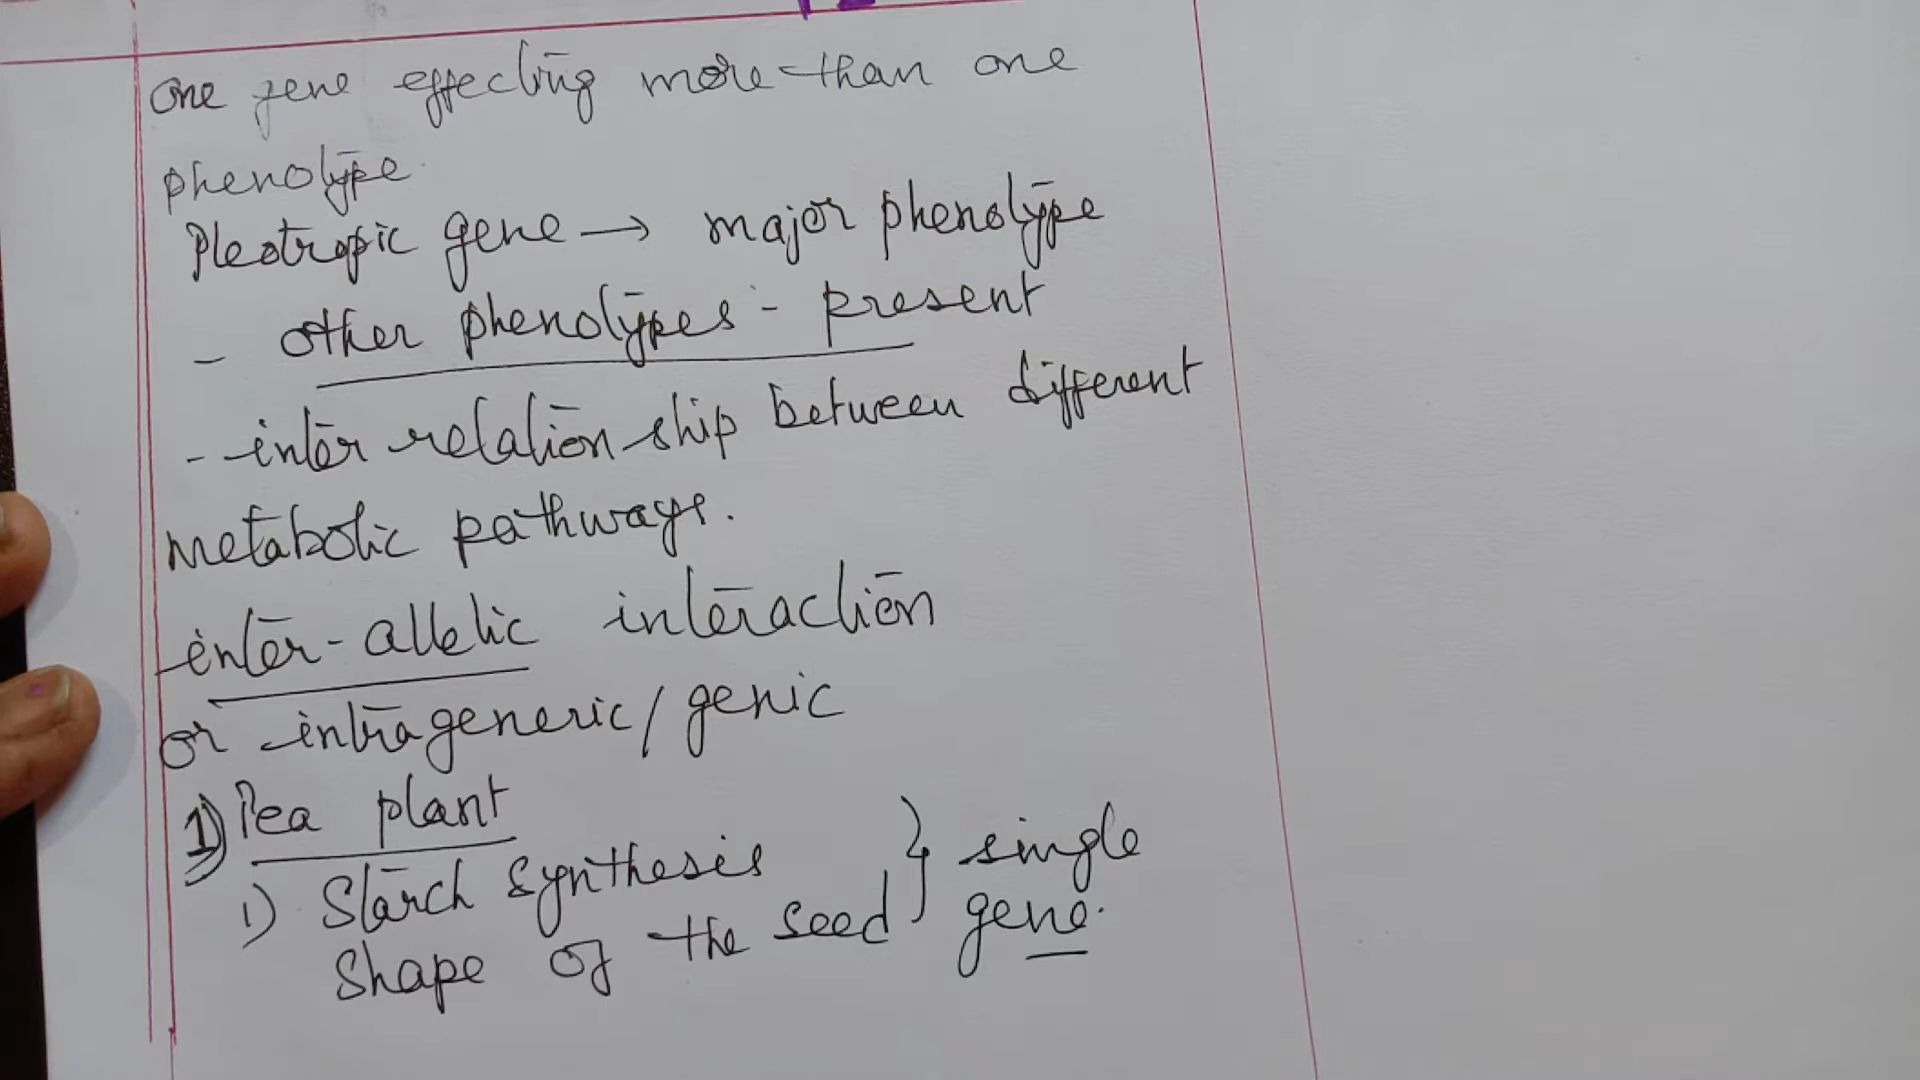 one gene effecting more than one
phenotype.
Pleotropic gene → major phenotype
- other phenotypes - present
- inter relation ship between different
metabolic pathways.
inter-allelic interaction
or intrageneric / genic
1) Pea plant
1) Starch synthesis } single
Shape of the seed } gene.